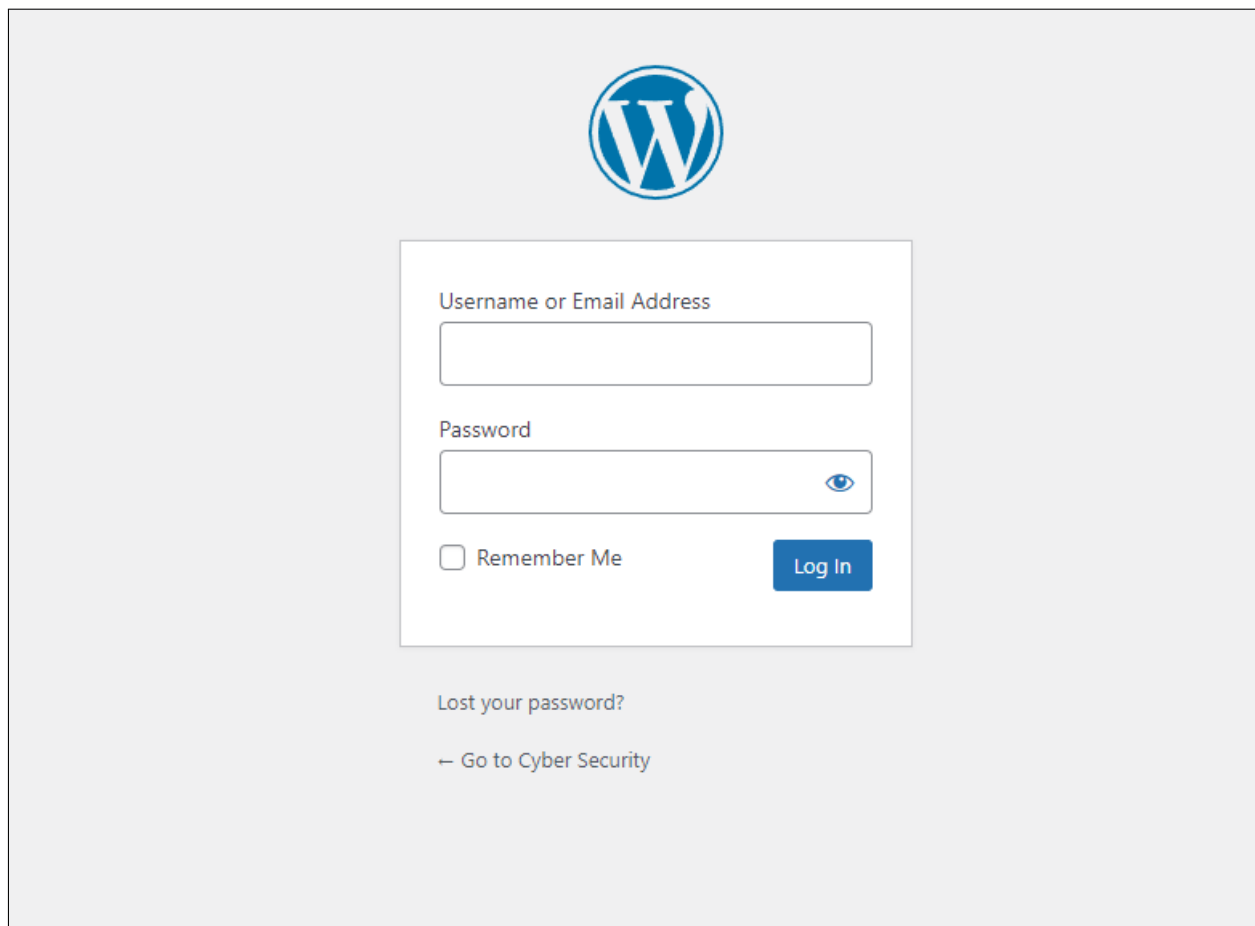 Username or Email Address
Password
Remember Me
Log In
Lost your password?
← Go to Cyber Security